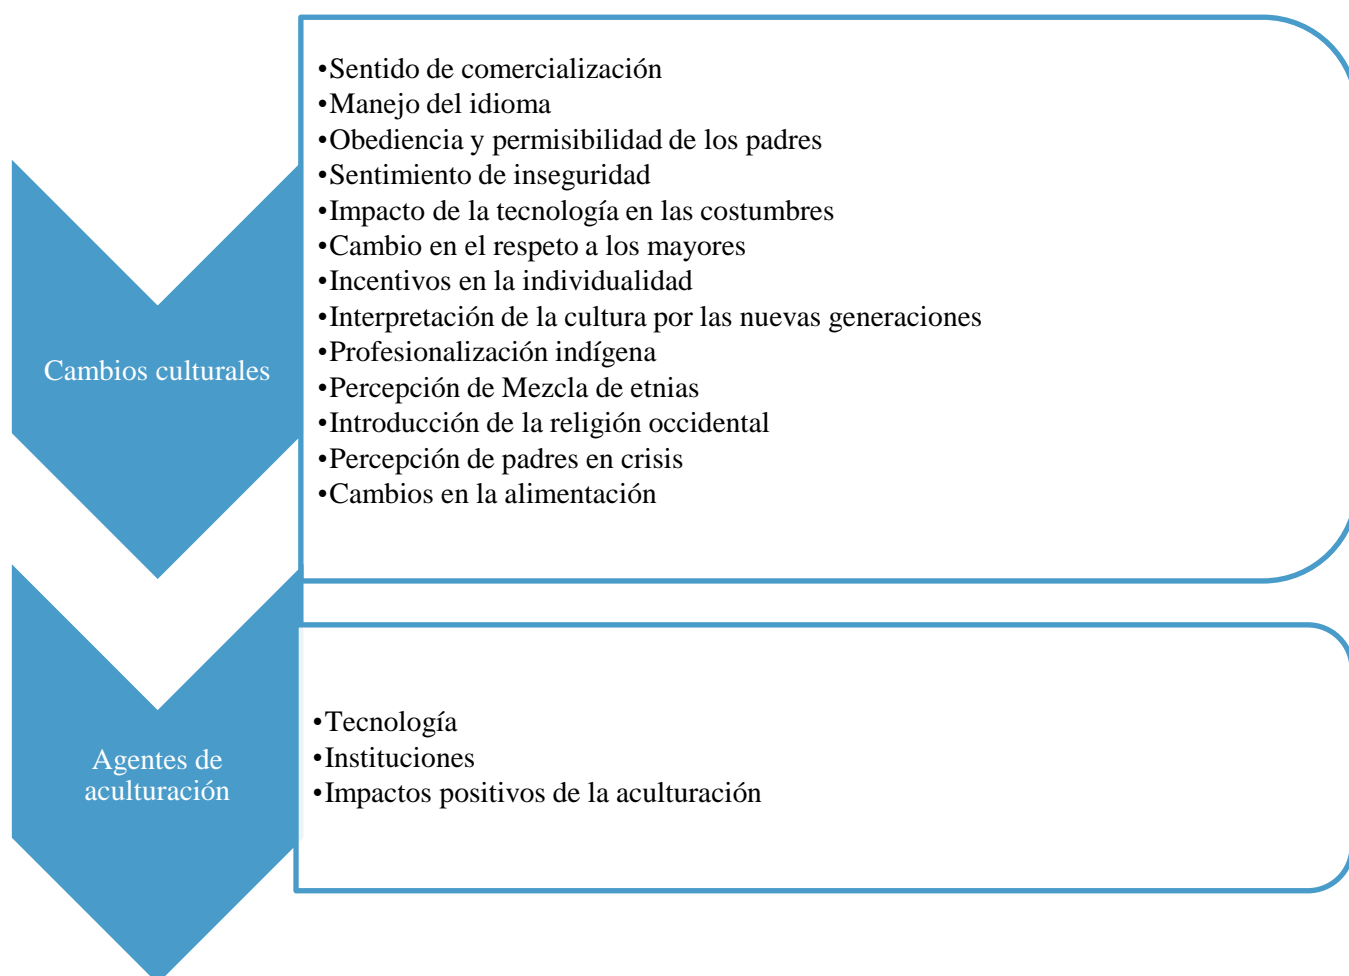 •Sentido de comercialización
•Manejo del idioma
•Obediencia y permisibilidad de los padres
•Sentimiento de inseguridad
•Impacto de la tecnología en las costumbres
•Cambio en el respeto a los mayores
•Incentivos en la individualidad
•Interpretación de la cultura por las nuevas generaciones
•Profesionalización indígena
•Percepción de Mezcla de etnias
•Introducción de la religión occidental
•Percepción de padres en crisis
•Cambios en la alimentación
Cambios culturales
•Tecnología
•Instituciones
•Impactos positivos de la aculturación
Agentes de
aculturación